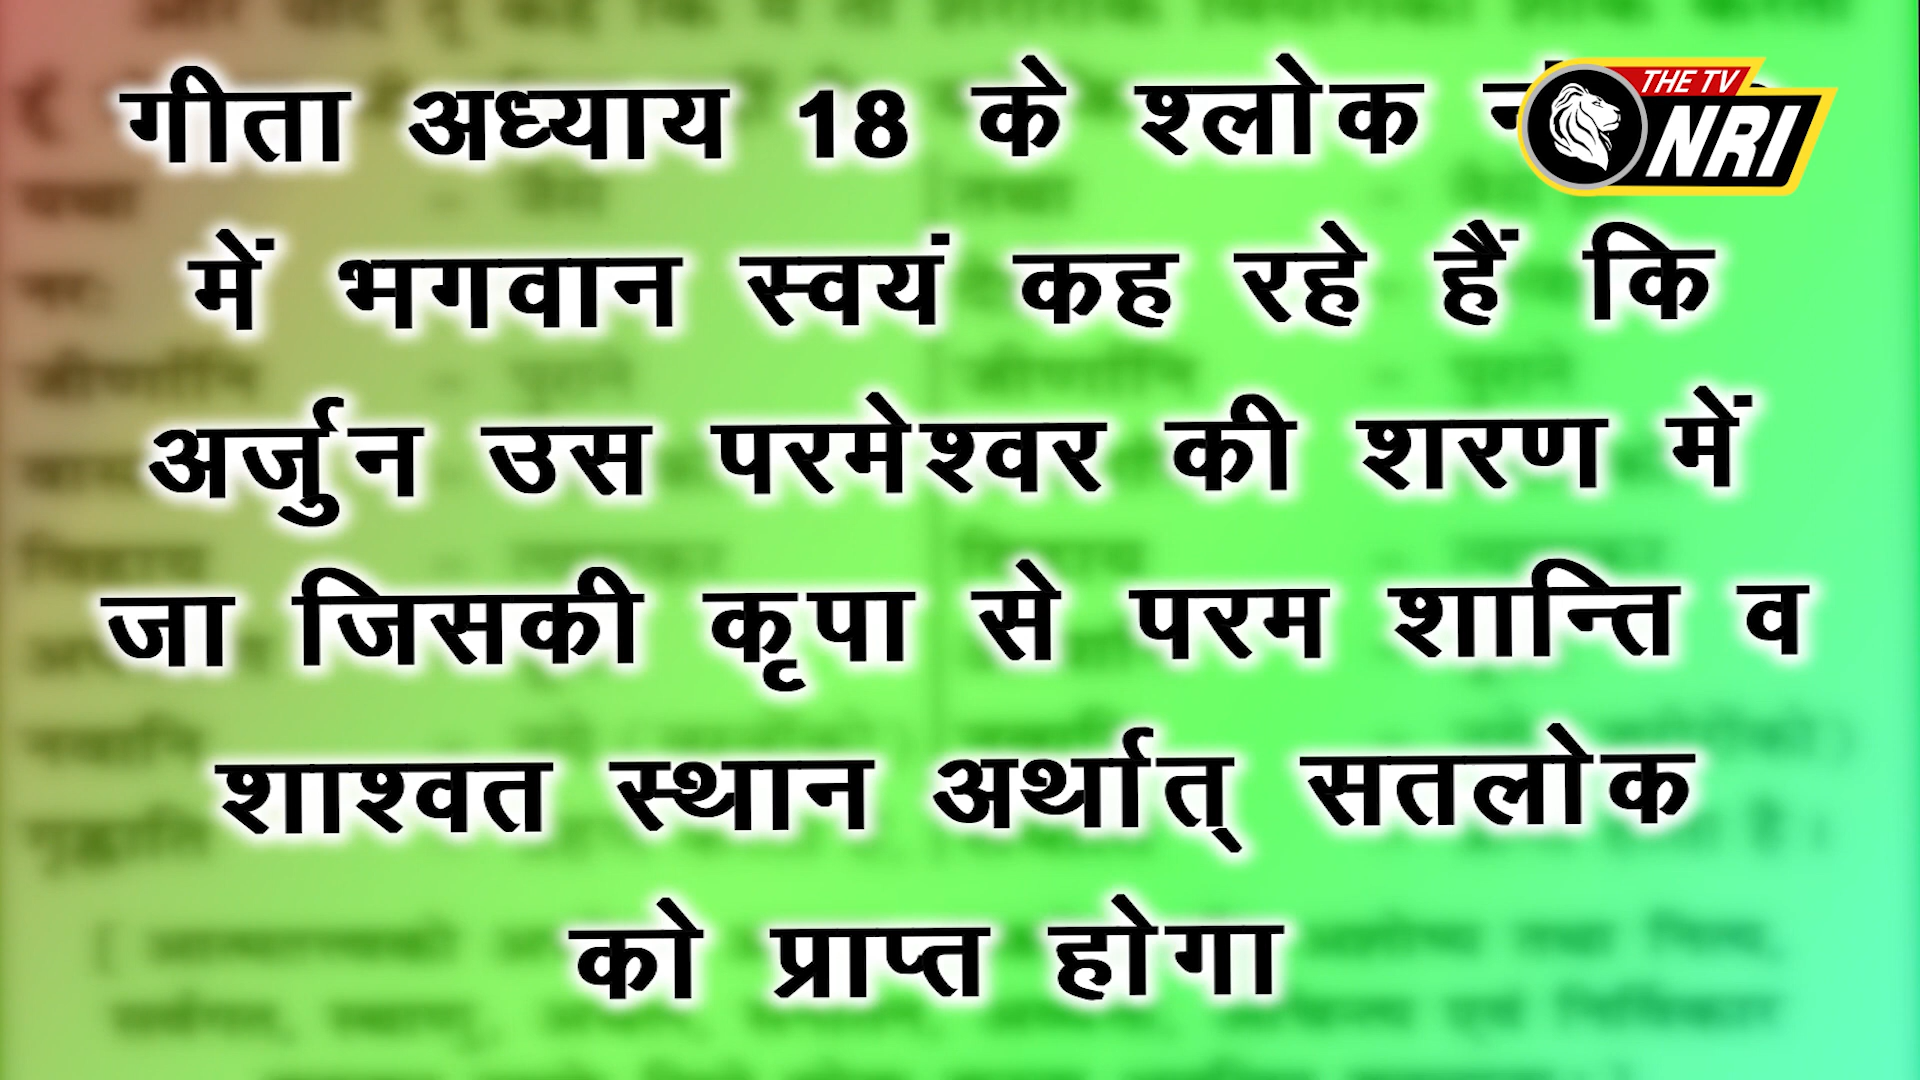 गीता अध्याय 18 के श्लोक
THE TV
NRI
में भगवान स्वयं कह रहे हैं कि
अर्जुन उस परमेश्वर की शरण में
जा जिसकी कृपा से परम शान्ति व
शाश्वत स्थान अर्थात् सतलोक
को प्राप्त होगा